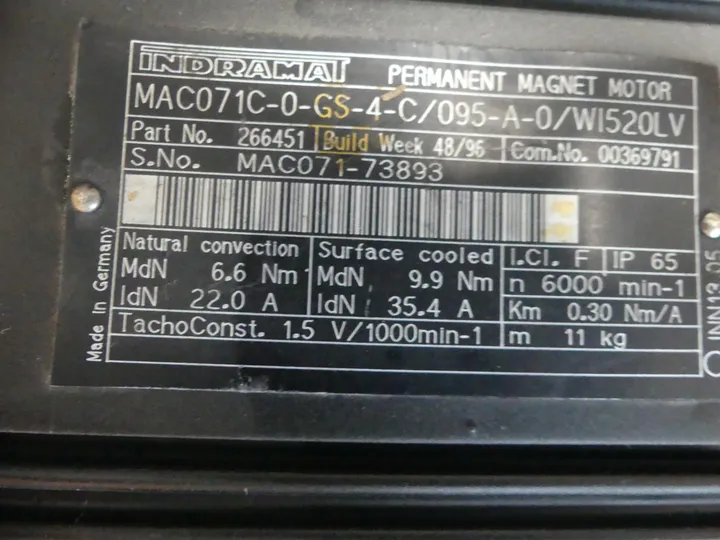 INDRAMAT PERMANENT MAGNET MOTOR
MAC071C-0-GS-4-C/095-A-0/WI520LV
Part No. 266451 Build Week 48/96 Com.No. 00369791
S.No. MAC071-73893
Natural convection Surface cooled I.Cl. F IP 65
MdN 6.6 Nm MdN 9.9 Nm n 6000 min-1
IdN 22.0 A IdN 35.4 A Km 0.30 Nm/A
TachoConst. 1.5 V/1000min-1 m 11 kg
Made in Germany